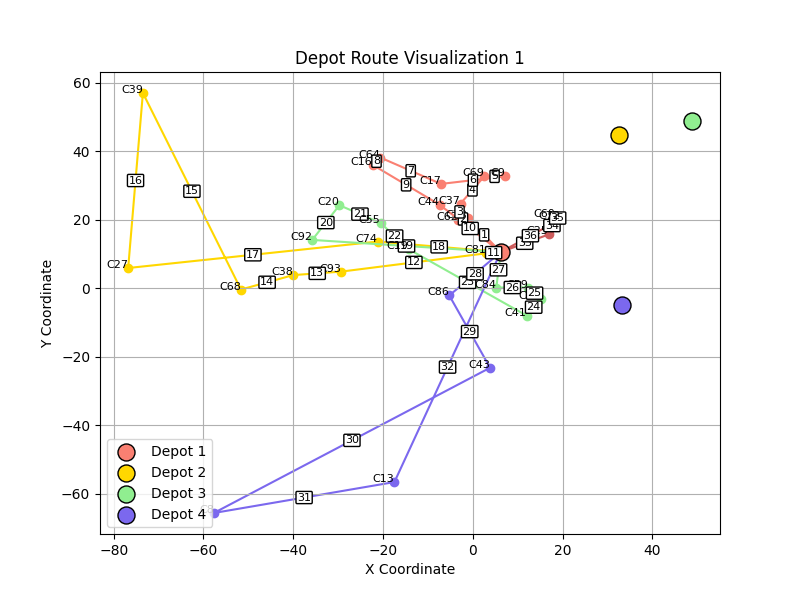 Depot Route Visualization 1
Y Coordinate
60
40
20
0
−20
−40
−60
−80
−60
−40
−20
0
20
40
X Coordinate
C39
C64
C16
C17
C69
C9
C37
C44
C20
C55
C92
C74
C27
C68
C38
C93
C81
C86
C84
C41
C43
C13
1
3
4
5
6
7
8
9
10
11
12
13
14
15
16
17
18
19
20
21
22
24
25
26
27
28
29
30
31
32
34
35
36
Depot 1
Depot 2
Depot 3
Depot 4